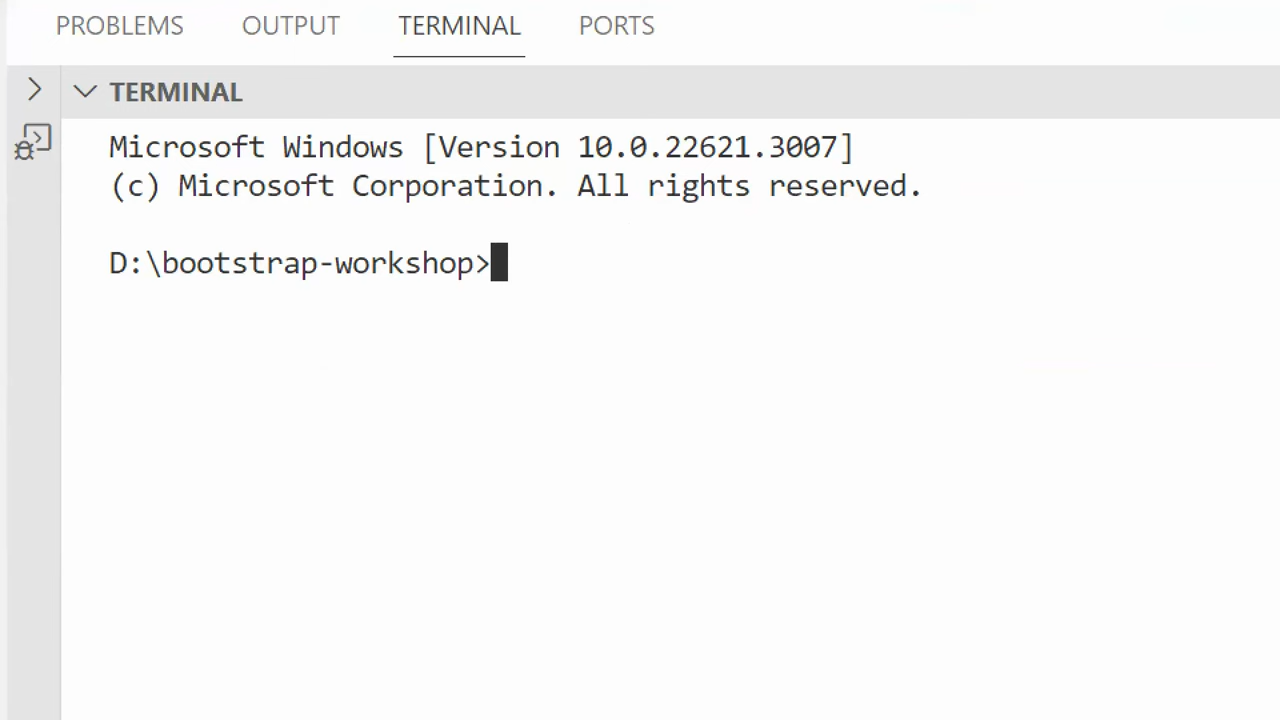 PROBLEMS OUTPUT TERMINAL PORTS
TERMINAL
Microsoft Windows [Version 10.0.22621.3007]
(c) Microsoft Corporation. All rights reserved.
D:\bootstrap-workshop>